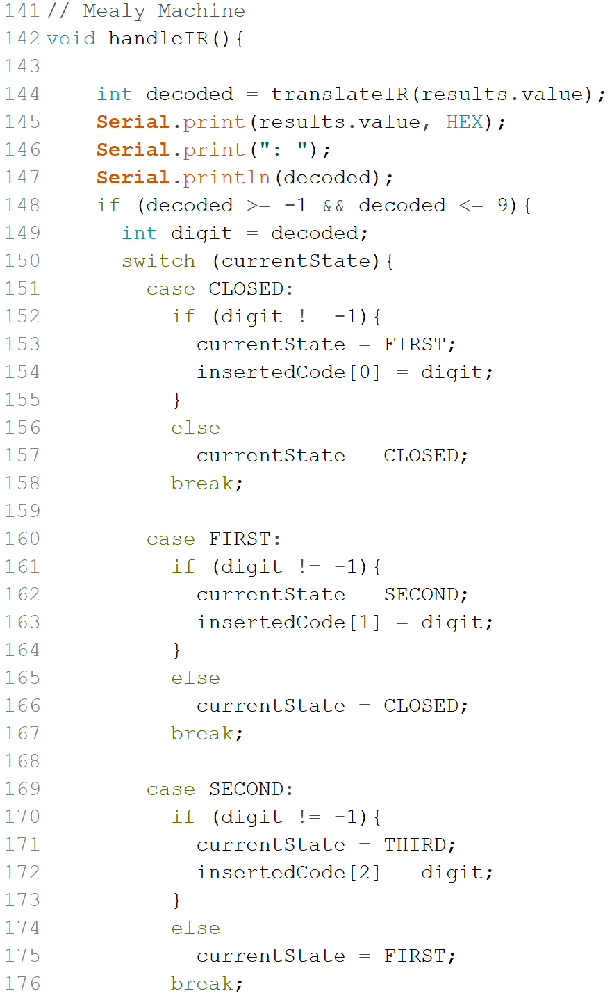 141 // Mealy Machine
142 void handleIR(){
143
144     int decoded = translateIR(results.value);
145     Serial.print(results.value, HEX);
146     Serial.print(": ");
147     Serial.println(decoded);
148     if (decoded >= -1 && decoded <= 9){
149       int digit = decoded;
150       switch (currentState){
151         case CLOSED:
152           if (digit != -1){
153             currentState = FIRST;
154             insertedCode[0] = digit;
155           }
156           else
157             currentState = CLOSED;
158           break;
159
160         case FIRST:
161           if (digit != -1){
162             currentState = SECOND;
163             insertedCode[1] = digit;
164           }
165           else
166             currentState = CLOSED;
167           break;
168
169         case SECOND:
170           if (digit != -1){
171             currentState = THIRD;
172             insertedCode[2] = digit;
173           }
174           else
175             currentState = FIRST;
176           break;